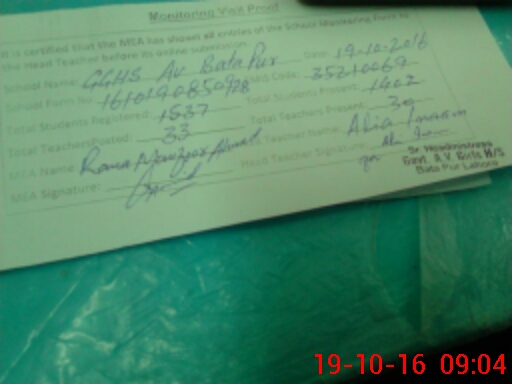 Monitoring Visit Proof
It is certified that the MEA has shown all entries of the School Monitoring Form to
the Head Teacher before its online submission.
School Name: GGHS AV Bata Pur Date: 19-10-2016
School Form No: EMIS Code: 35210069
Total Students Registered: 1537 Total Students Present: 1402
Total Teachers Posted: 33 Total Teachers Present: 30
MEA Name: Rana Ahmad Head Teacher Name: Alia
MEA Signature: Head Teacher Signature:
Sr Headmistress
Govt. A.V. Girls H/S
Bata Pur Lahore
19-10-16 09:04